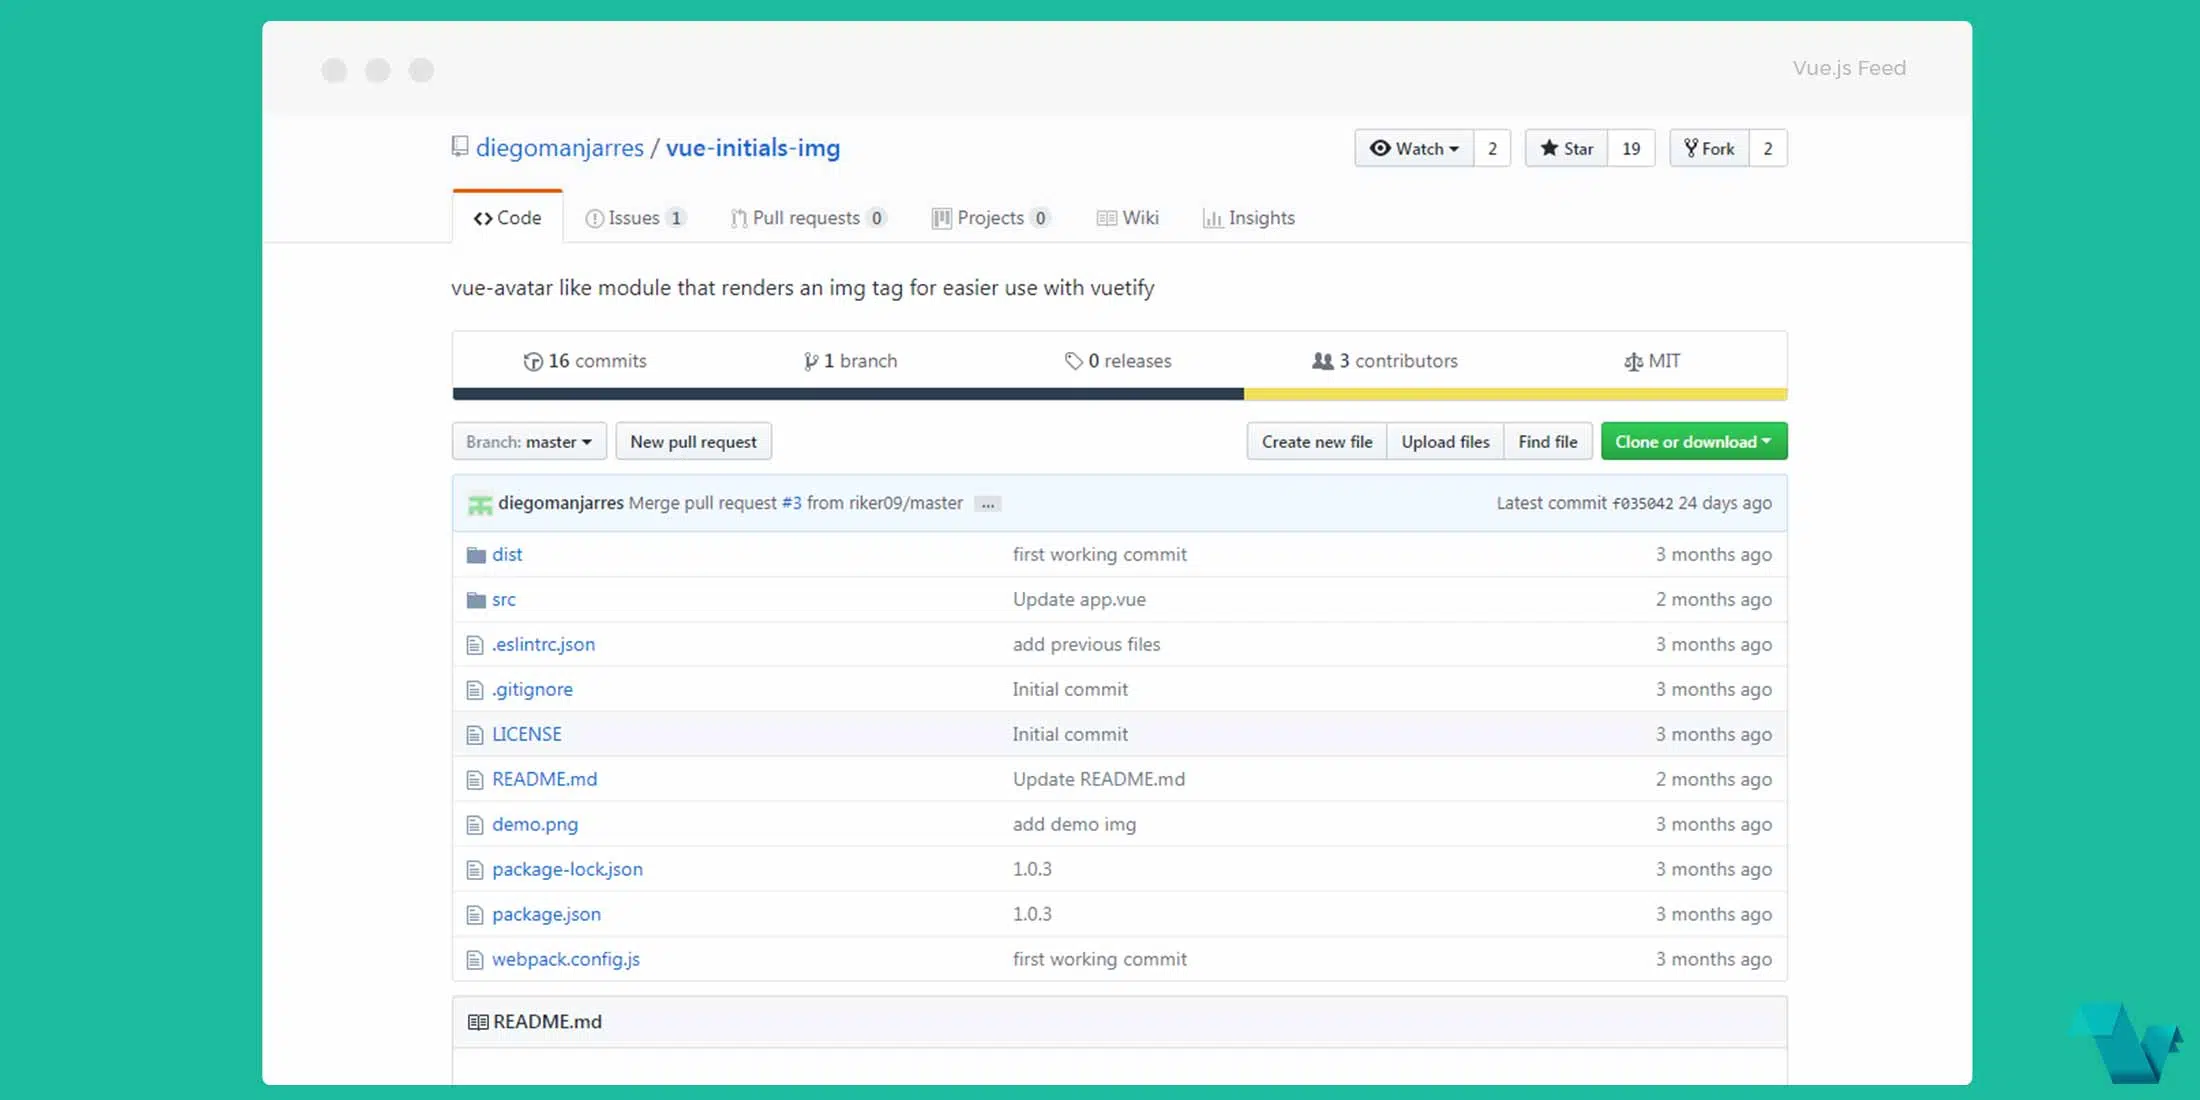 Vue.js Feed
diegomanjarres / vue-initials-img
Watch 2 Star 19 Fork 2
Code Issues 1 Pull requests 0 Projects 0 Wiki Insights
vue-avatar like module that renders an img tag for easier use with vuetify
16 commits 1 branch 0 releases 3 contributors MIT
Branch: master New pull request Create new file Upload files Find file Clone or download
diegomanjarres Merge pull request #3 from riker09/master ... Latest commit f035042 24 days ago
dist first working commit 3 months ago
src Update app.vue 2 months ago
.eslintrc.json add previous files 3 months ago
.gitignore Initial commit 3 months ago
LICENSE Initial commit 3 months ago
README.md Update README.md 2 months ago
demo.png add demo img 3 months ago
package-lock.json 1.0.3 3 months ago
package.json 1.0.3 3 months ago
webpack.config.js first working commit 3 months ago
README.md